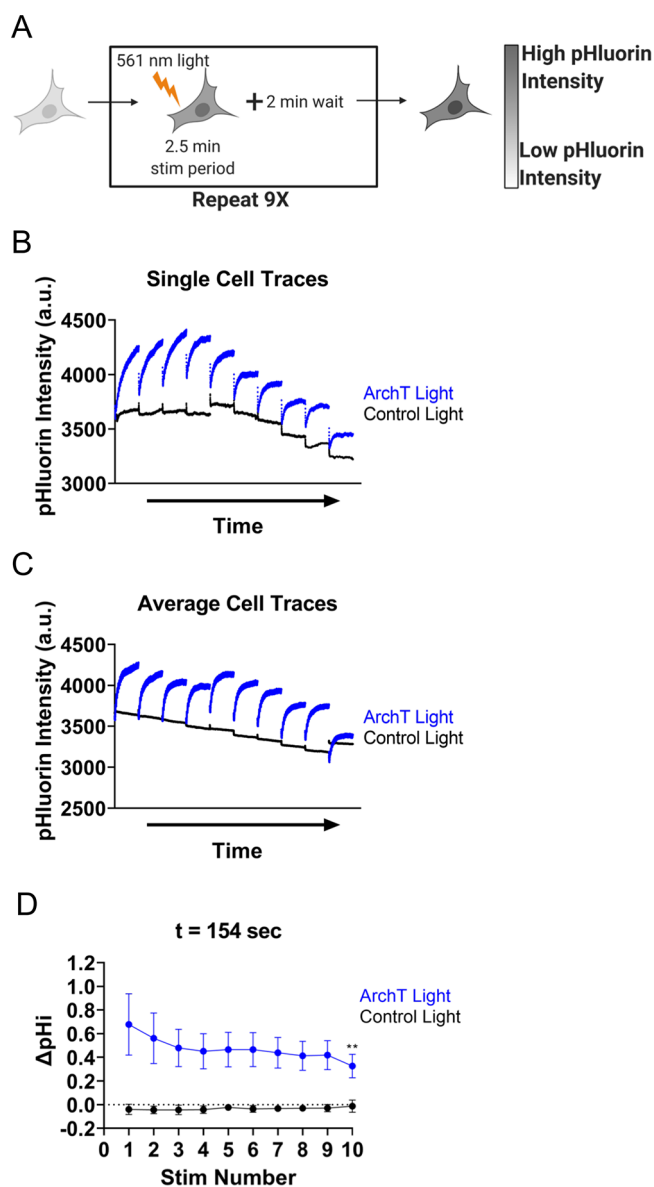 A
561 nm light
2.5 min
stim period
+ 2 min wait
Repeat 9X
High pHluorin
Intensity
Low pHluorin
Intensity
B
Single Cell Traces
pHluorin Intensity (a.u.)
4500
4000
3500
3000
ArchT Light
Control Light
Time
C
Average Cell Traces
pHluorin Intensity (a.u.)
4500
4000
3500
3000
2500
ArchT Light
Control Light
Time
D
t = 154 sec
ΔpHi
1.2
1.0
0.8
0.6
0.4
0.2
0.0
-0.2
**
ArchT Light
Control Light
0 1 2 3 4 5 6 7 8 9 10
Stim Number